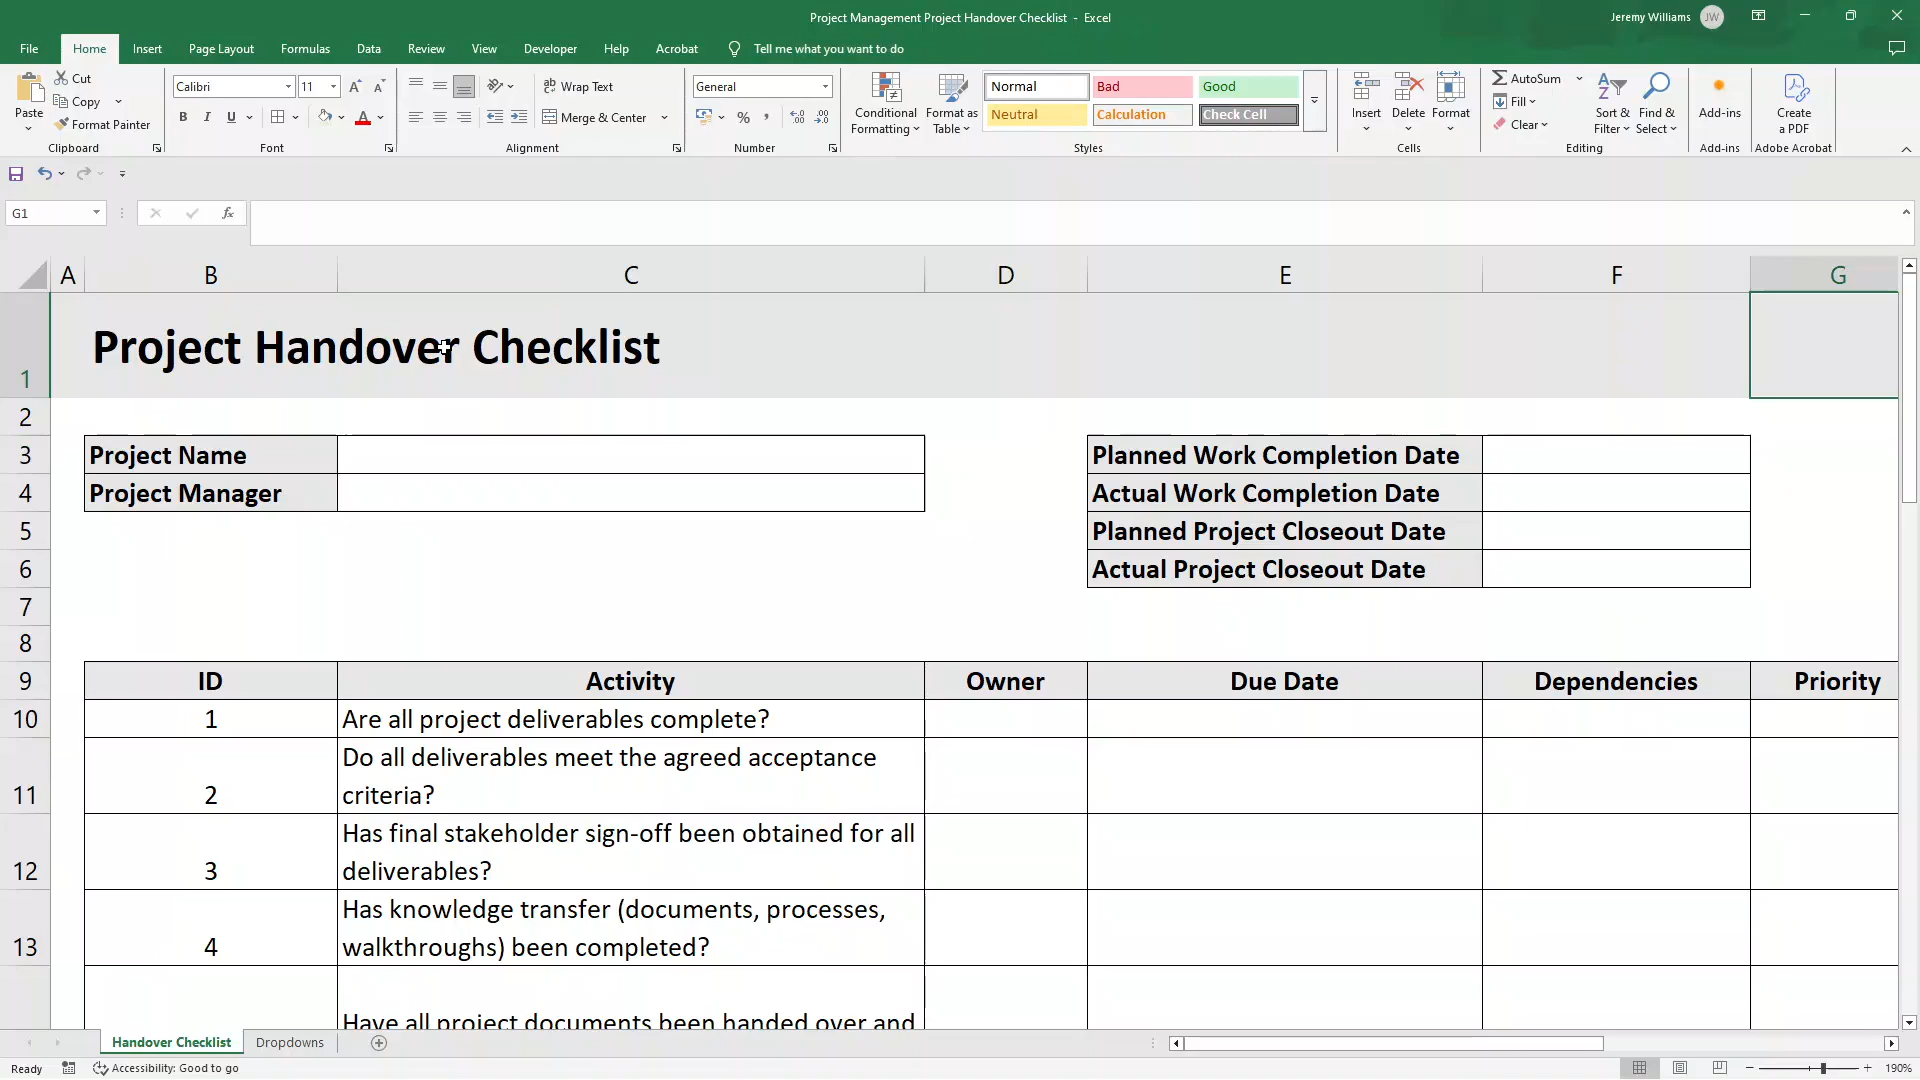 Project Management Project Handover Checklist - Excel
Jeremy Williams JW
File Home Insert Page Layout Formulas Data Review View Developer Help Acrobat Tell me what you want to do
Paste
Cut
Copy
Format Painter
Clipboard
Calibri 11
B I U
Font
Wrap Text
Merge & Center
Alignment
General
Number
Conditional Formatting
Format as Table
Normal Bad Good
Neutral Calculation Check Cell
Styles
Insert Delete Format
Cells
AutoSum
Fill
Clear
Sort & Filter
Find & Select
Editing
Add-ins
Add-ins
Create a PDF
Adobe Acrobat
G1 fx
A B C D E F G
1 Project Handover Checklist
2
3 Project Name Planned Work Completion Date
4 Project Manager Actual Work Completion Date
5 Planned Project Closeout Date
6 Actual Project Closeout Date
7
8
9 ID Activity Owner Due Date Dependencies Priority
10 1 Are all project deliverables complete?
Do all deliverables meet the agreed acceptance
11 2 criteria?
Has final stakeholder sign-off been obtained for all
12 3 deliverables?
Has knowledge transfer (documents, processes,
13 4 walkthroughs) been completed?
Have all project documents been handed over and
Handover Checklist Dropdowns
Ready Accessibility: Good to go 190%